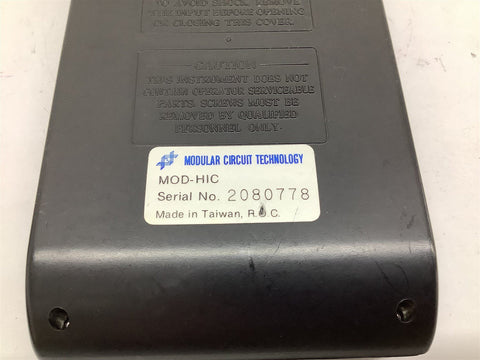 TO AVOID SHOCK, REMOVE
THE INPUT BEFORE OPENING
OR CLOSING THIS COVER.
CAUTION
THIS INSTRUMENT DOES NOT
CONTAIN OPERATOR SERVICEABLE
PARTS. SCREWS MUST BE
REMOVED BY QUALIFIED
PERSONNEL ONLY.
MODULAR CIRCUIT TECHNOLOGY
MOD-HIC
Serial No. 2080778
Made in Taiwan, R.O.C.